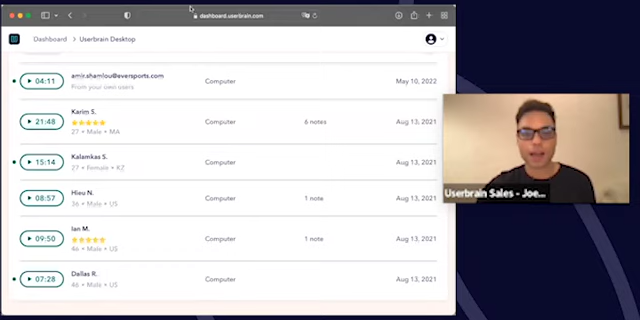 dashboard.userbrain.com
Dashboard > Userbrain Desktop
04:11 amir.shamlou@eversports.com Computer May 10, 2022
From your own users
21:48 Karim S. Computer 6 notes Aug 13, 2021
27 • Male • MA
15:14 Kalamkas S. Computer Aug 13, 2021
27 • Female • KZ
08:57 Hieu N. Computer 1 note Aug 13, 2021
36 • Male • US
09:50 Ian M. Computer 1 note Aug 13, 2021
46 • Male • US
07:28 Dallas R. Computer Aug 13, 2021
46 • Male • US
Userbrain Sales - Joe...